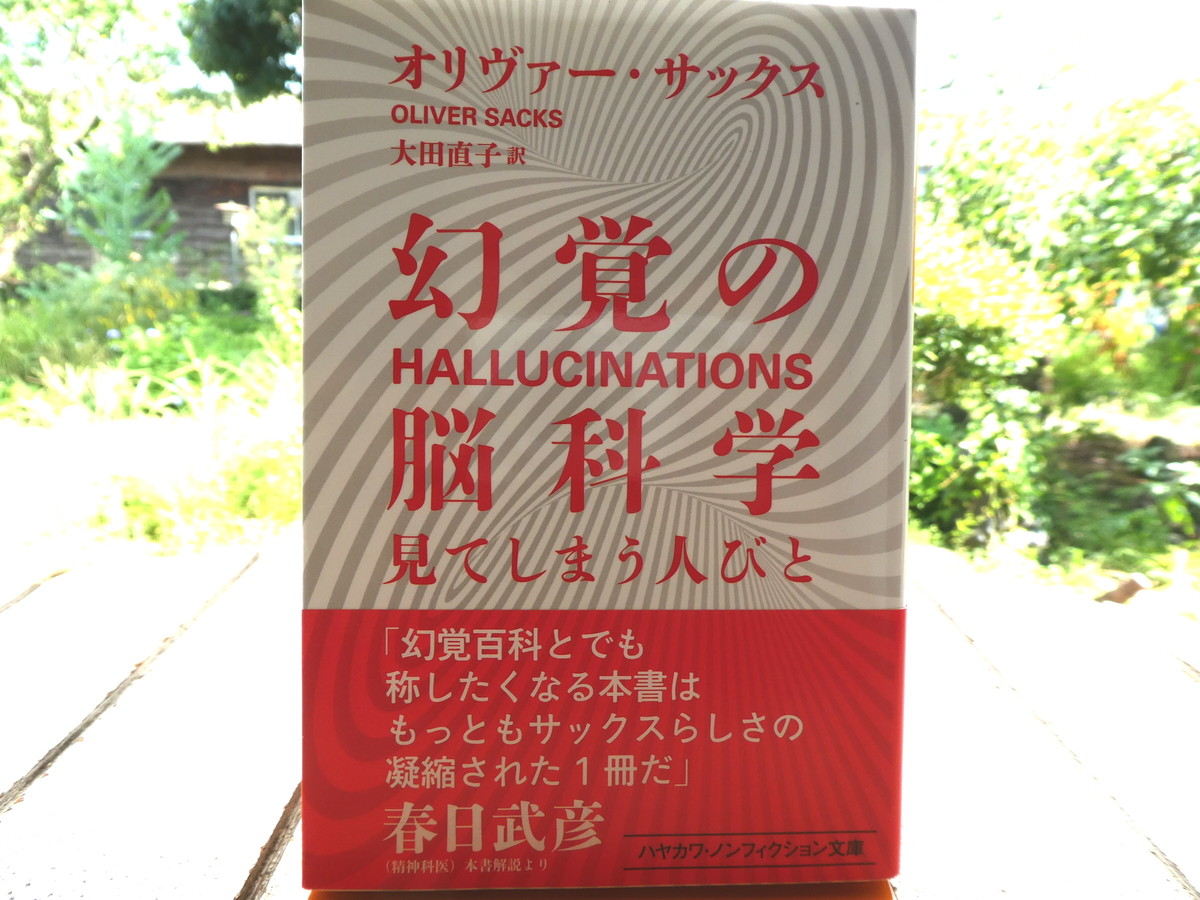 オリヴァー・サックス
OLIVER SACKS
大田直子 訳
幻覚の
HALLUCINATIONS
脳科学
見てしまう人びと
「幻覚百科とでも
称したくなる本書は
もっともサックスらしさの
凝縮された1冊だ」
春日武彦
(精神科医) 本書解説より
ハヤカワ・ノンフィクション文庫